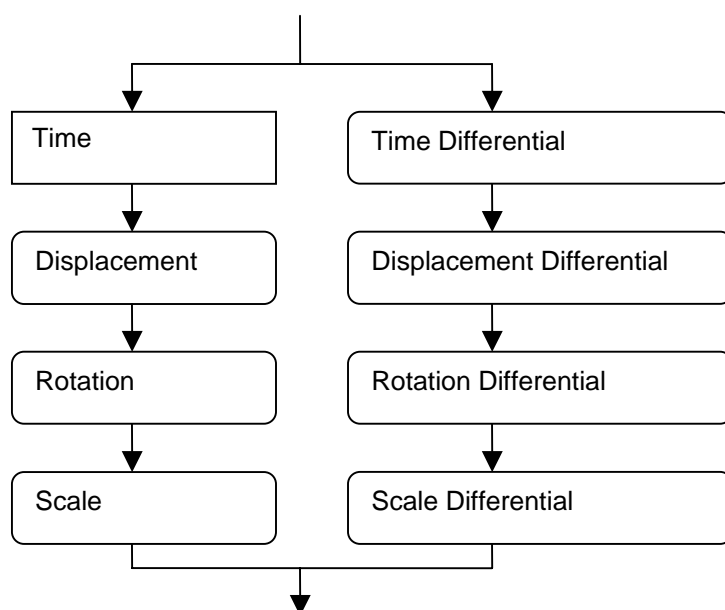 Time
Time Differential
Displacement
Displacement Differential
Rotation
Rotation Differential
Scale
Scale Differential